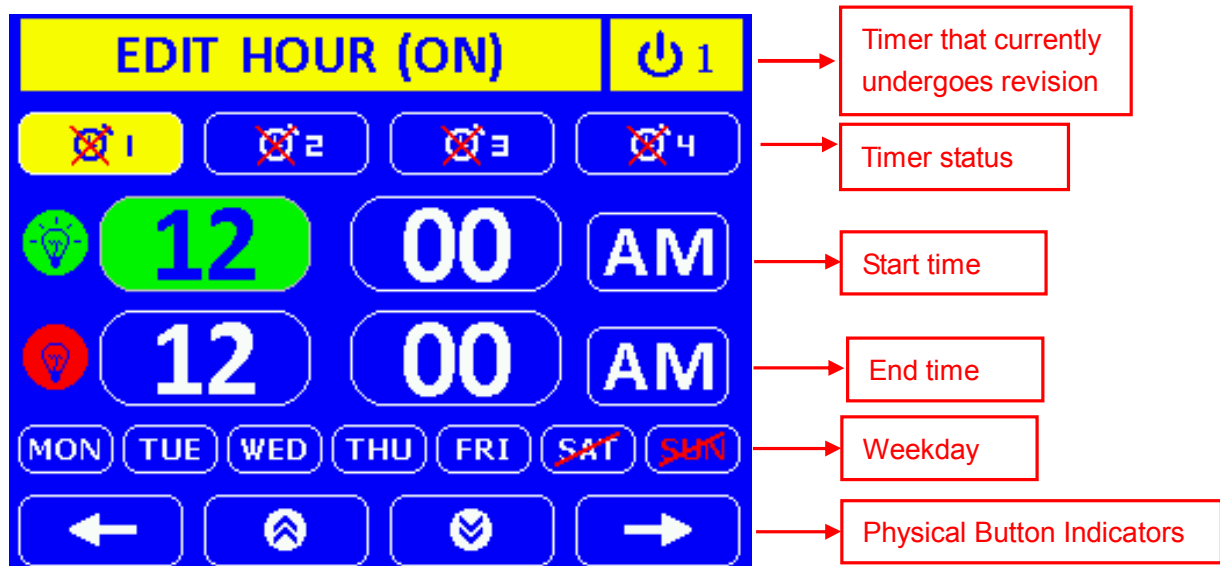 EDIT HOUR (ON) 1
Timer that currently
undergoes revision
1 2 3 4
Timer status
12 00 AM
Start time
12 00 AM
End time
MON TUE WED THU FRI SAT SUN
Weekday
Physical Button Indicators